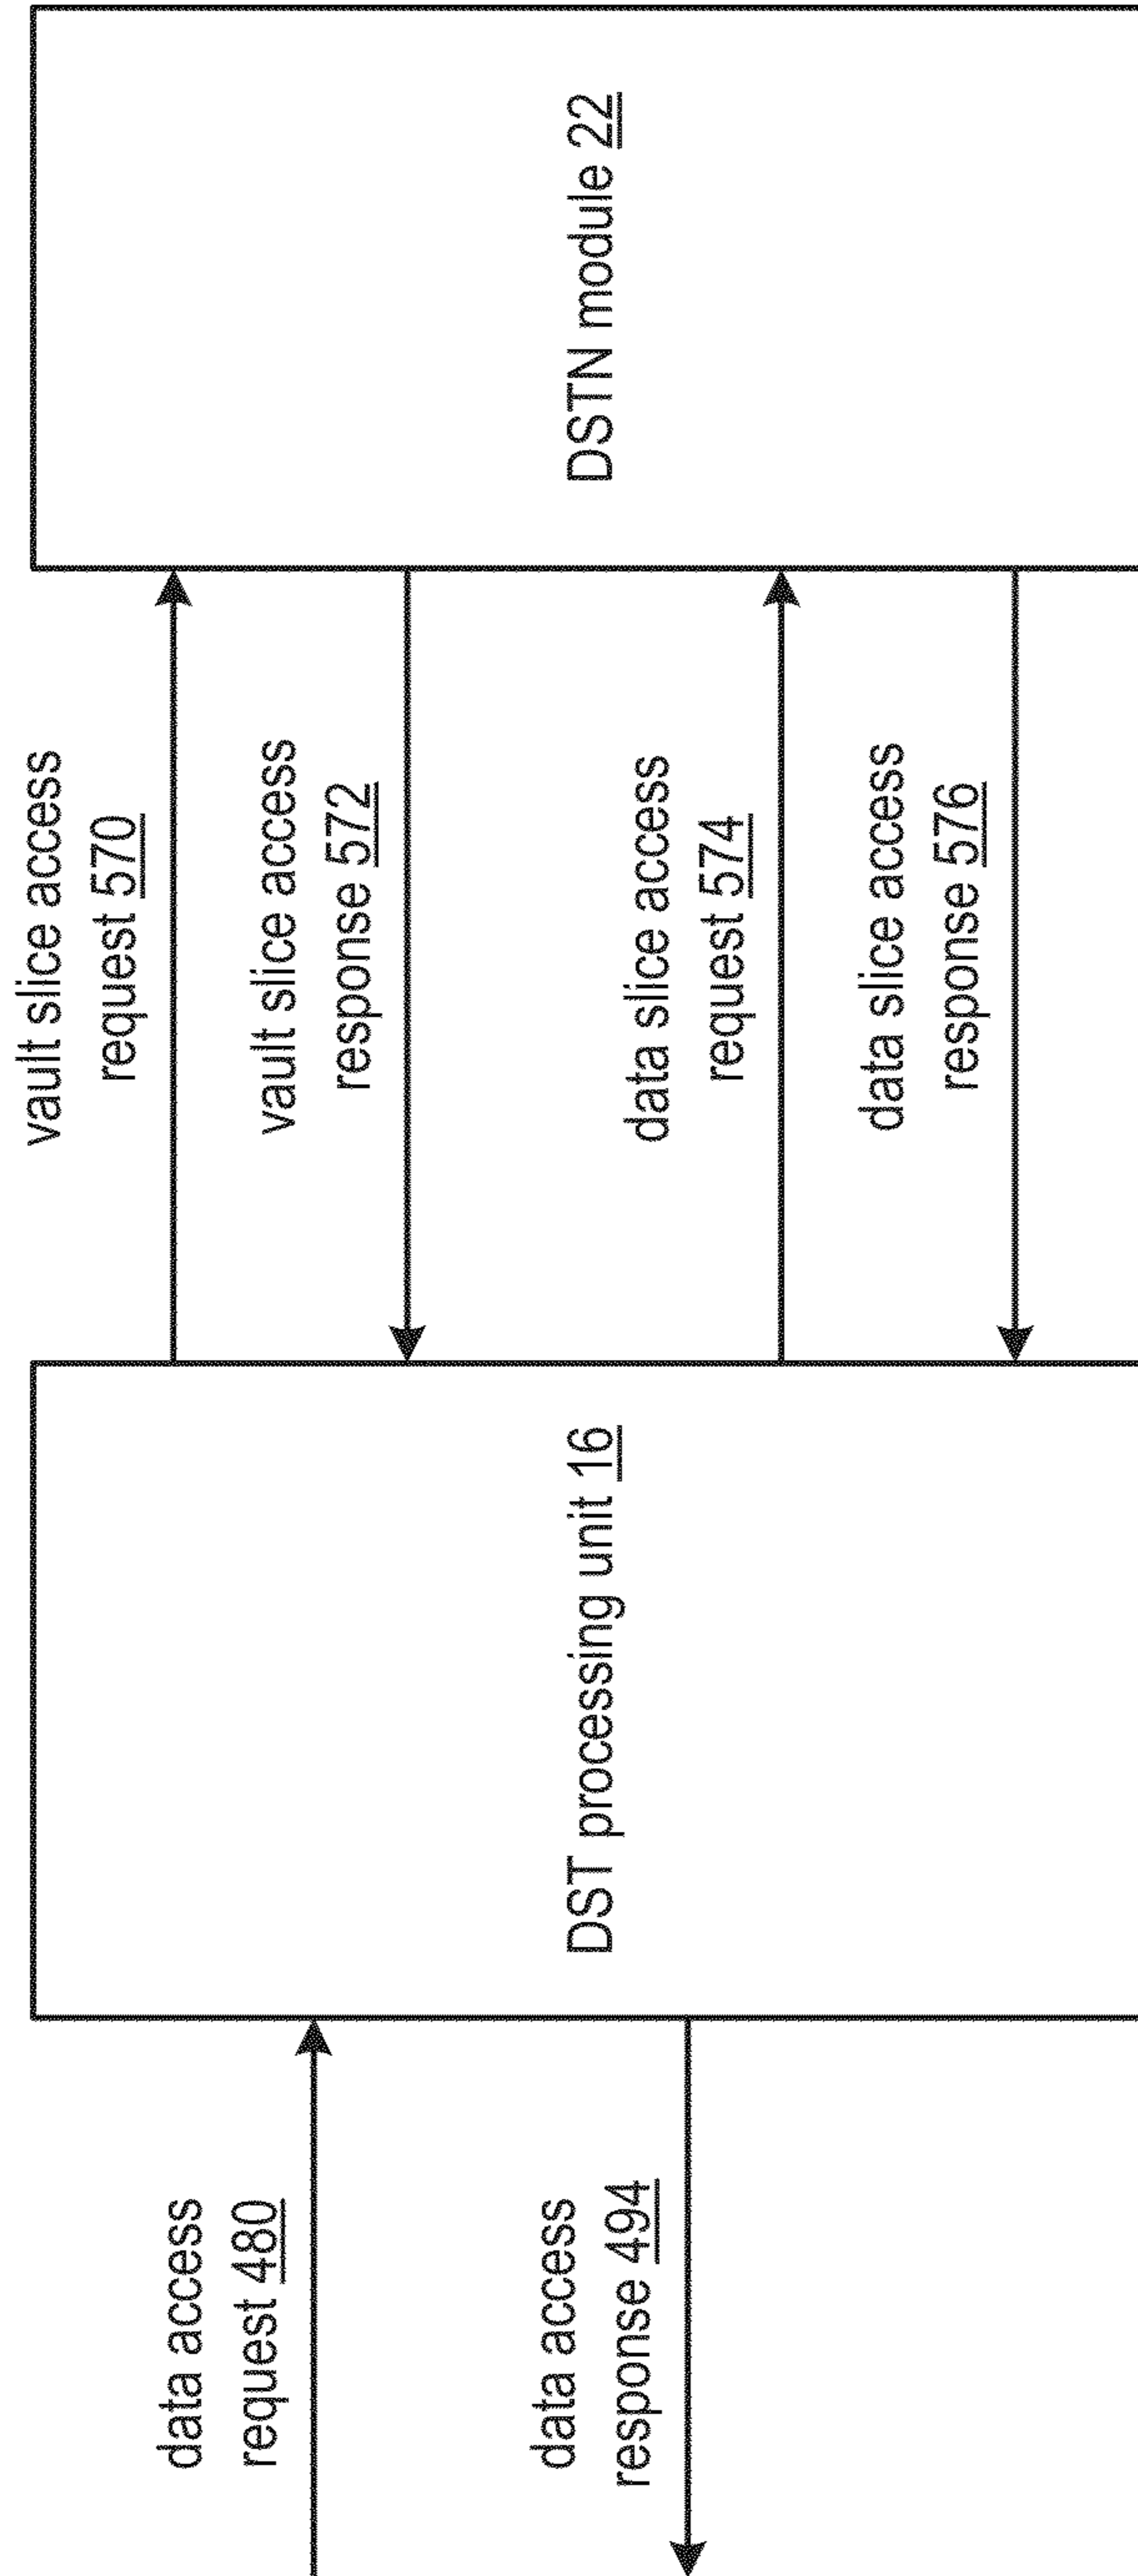 data access
request 480
data access
response 494
DST processing unit 16
vault slice access
request 570
vault slice access
response 572
data slice access
request 574
data slice access
response 576
DSTN module 22